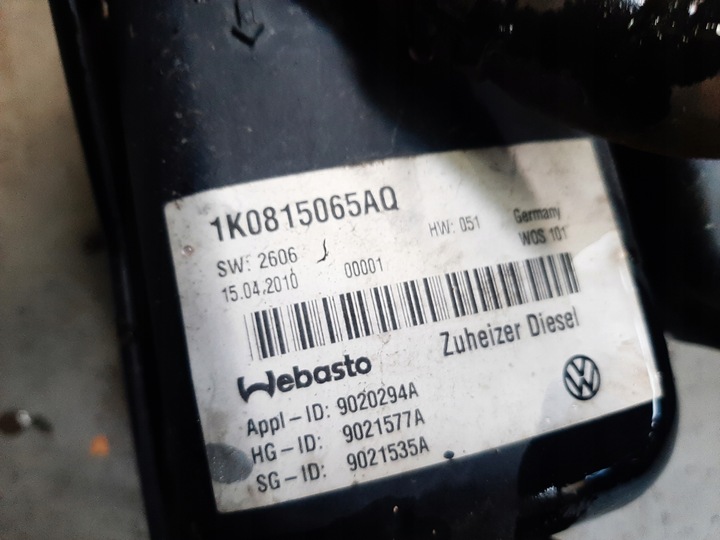 1K0815065AQ
SW: 2606 HW: 051 Germany
15.04.2010 00001 WOS 101
Webasto Zuheizer Diesel
Appl-ID: 9020294A
HG-ID: 9021577A
SG-ID: 9021535A